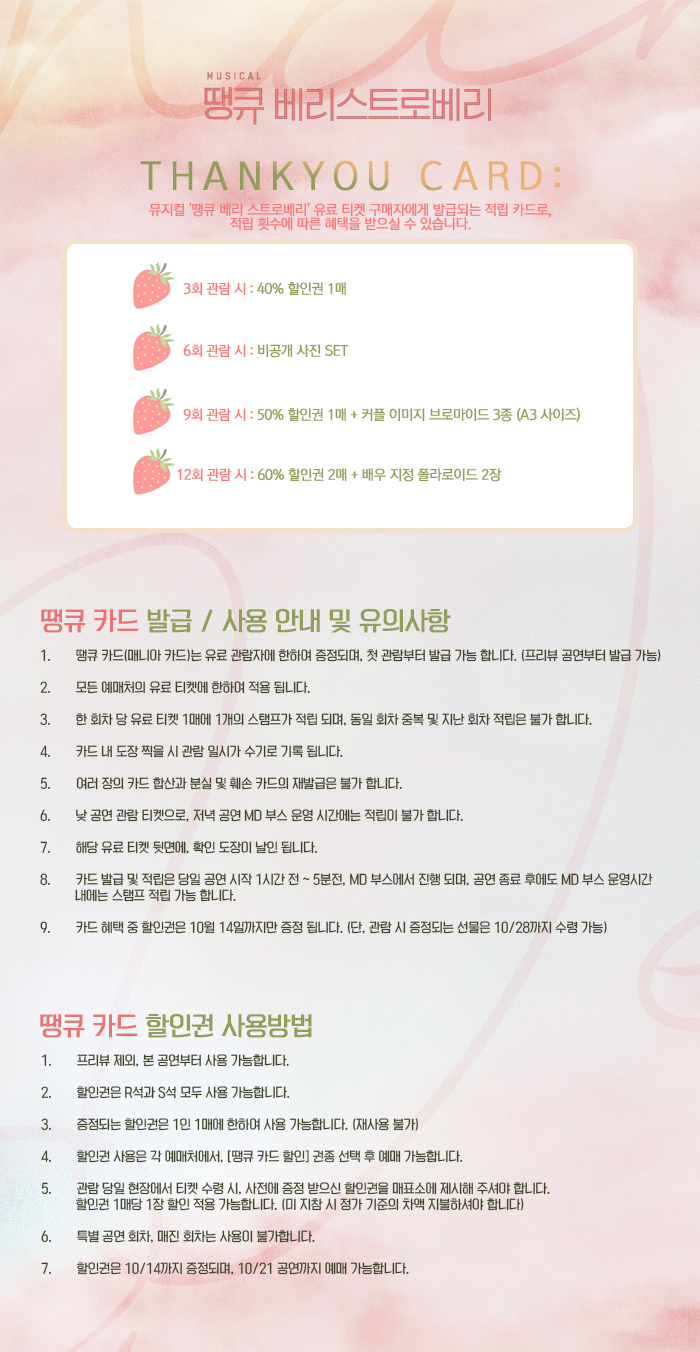 MUSICAL
땡큐 베리스트로베리
THANKYOU CARD:
뮤지컬 '땡큐 베리 스트로베리' 유료 티켓 구매자에게 발급되는 적립 카드로,
적립 횟수에 따른 혜택을 받으실 수 있습니다.
3회 관람 시 : 40% 할인권 1매
6회 관람 시 : 비공개 사진 SET
9회 관람 시 : 50% 할인권 1매 + 커플 이미지 브로마이드 3종 (A3 사이즈)
12회 관람 시 : 60% 할인권 2매 + 배우 지정 폴라로이드 2장
땡큐 카드 발급 / 사용 안내 및 유의사항
1. 땡큐 카드(매니아 카드)는 유료 관람자에 한하여 증정되며, 첫 관람부터 발급 가능 합니다. (프리뷰 공연부터 발급 가능)
2. 모든 예매처의 유료 티켓에 한하여 적용 됩니다.
3. 한 회차 당 유료 티켓 1매에 1개의 스탬프가 적립 되며, 동일 회차 중복 및 지난 회차 적립은 불가 합니다.
4. 카드 내 도장 찍을 시 관람 일시가 수기로 기록 됩니다.
5. 여러 장의 카드 합산과 분실 및 훼손 카드의 재발급은 불가 합니다.
6. 낮 공연 관람 티켓으로, 저녁 공연 MD 부스 운영 시간에는 적립이 불가 합니다.
7. 해당 유료 티켓 뒷면에, 확인 도장이 날인 됩니다.
8. 카드 발급 및 적립은 당일 공연 시작 1시간 전 ~ 5분전, MD 부스에서 진행 되며, 공연 종료 후에도 MD 부스 운영시간
내에는 스탬프 적립 가능 합니다.
9. 카드 혜택 중 할인권은 10월 14일까지만 증정 됩니다. (단, 관람 시 증정되는 선물은 10/28까지 수령 가능)
땡큐 카드 할인권 사용방법
1. 프리뷰 제외, 본 공연부터 사용 가능합니다.
2. 할인권은 R석과 S석 모두 사용 가능합니다.
3. 증정되는 할인권은 1인 1매에 한하여 사용 가능합니다. (재사용 불가)
4. 할인권 사용은 각 예매처에서, [땡큐 카드 할인] 권종 선택 후 예매 가능합니다.
5. 관람 당일 현장에서 티켓 수령 시, 사전에 증정 받으신 할인권을 매표소에 제시해 주셔야 합니다.
할인권 1매당 1장 할인 적용 가능합니다. (미 지참 시 정가 기준의 차액 지불하셔야 합니다)
6. 특별 공연 회차, 매진 회차는 사용이 불가합니다.
7. 할인권은 10/14까지 증정되며, 10/21 공연까지 예매 가능합니다.